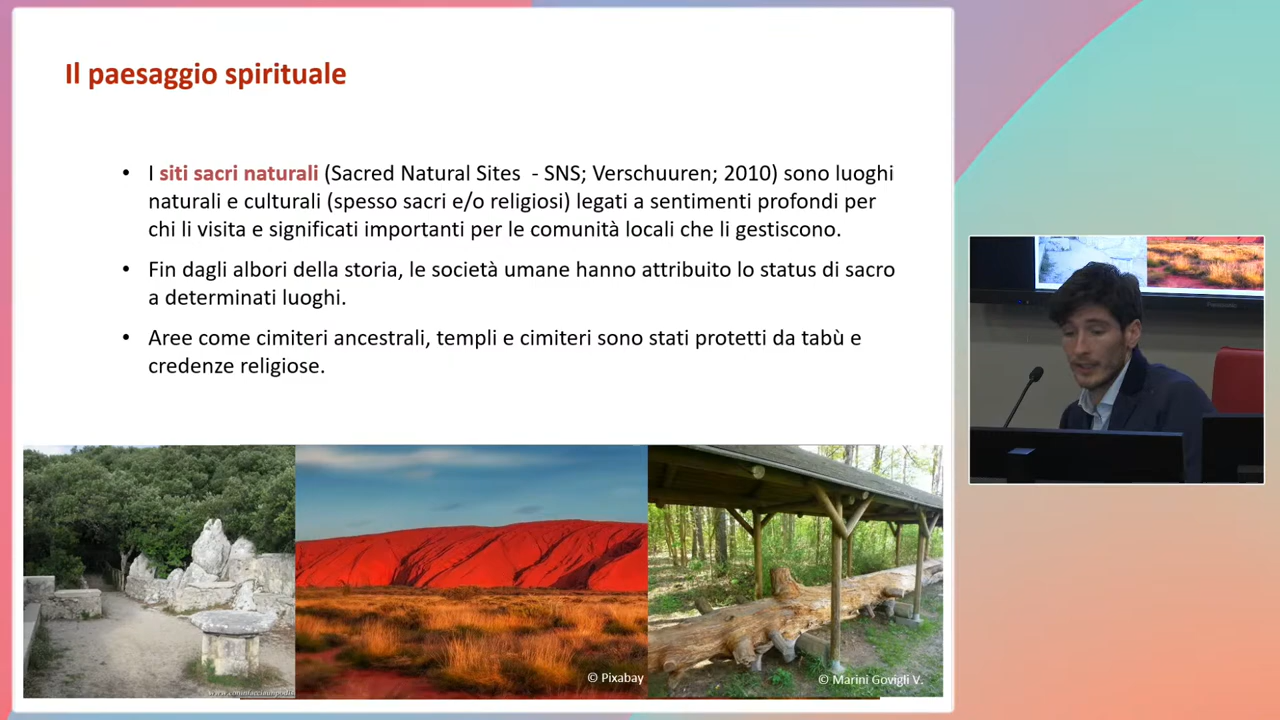 Il paesaggio spirituale
• I siti sacri naturali (Sacred Natural Sites - SNS; Verschuuren; 2010) sono luoghi
naturali e culturali (spesso sacri e/o religiosi) legati a sentimenti profondi per
chi li visita e significati importanti per le comunità locali che li gestiscono.
• Fin dagli albori della storia, le società umane hanno attribuito lo status di sacro
a determinati luoghi.
• Aree come cimiteri ancestrali, templi e cimiteri sono stati protetti da tabù e
credenze religiose.
© Pixabay
© Marini Govigli V.